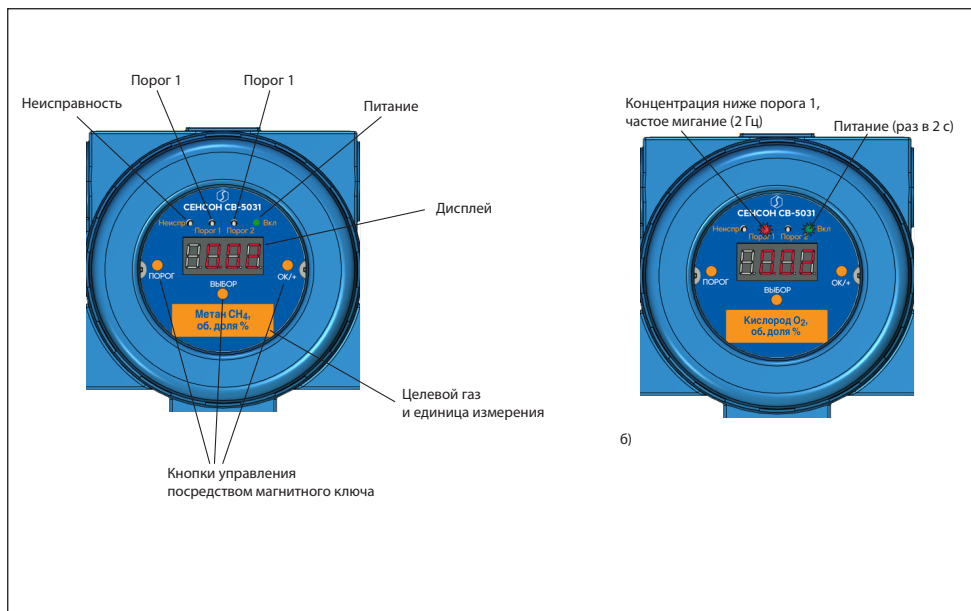 Порог 1
Порог 1
Неисправность
Питание
СЕНСОН СВ-5031
Неиспр
Порог 1
Порог 2
Вкл
Дисплей
ПОРОГ
ВЫБОР
ОК/+
Метан CH4,
об. доля %
Целевой газ
и единица измерения
Кнопки управления
посредством магнитного ключа
Концентрация ниже порога 1,
частое мигание (2 Гц)
Питание (раз в 2 с)
СЕНСОН СВ-5031
Неиспр
Порог 1
Порог 2
Вкл
0.02
ПОРОГ
ВЫБОР
ОК/+
Кислород O2,
об. доля %
б)